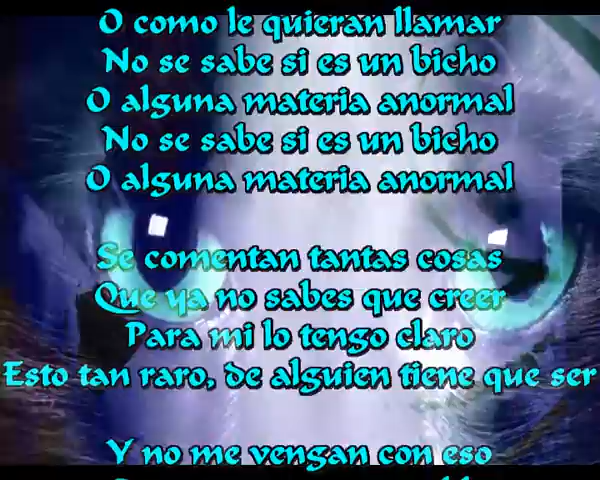 O como le quieran llamar
No se sabe si es un bicho
O alguna materia anormal
No se sabe si es un bicho
O alguna materia anormal
Se comentan tantas cosas
Que ya no sabes que creer
Para mi lo tengo claro
Esto tan raro, de alguien tiene que ser
Y no me vengan con eso